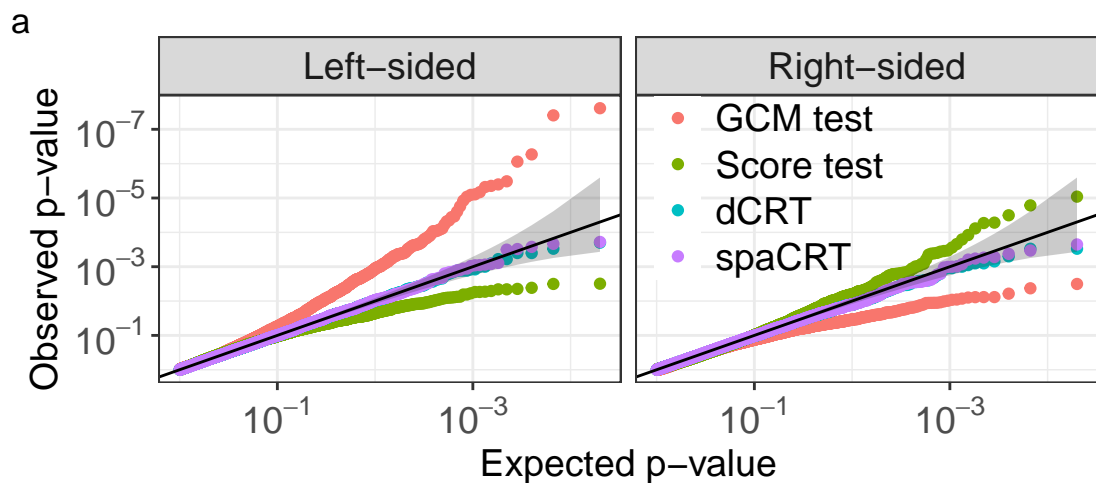 a
Left−sided
Right−sided
Observed p−value
10⁻⁷
10⁻⁵
10⁻³
10⁻¹
GCM test
Score test
dCRT
spaCRT
10⁻¹
10⁻³
10⁻¹
10⁻³
Expected p−value